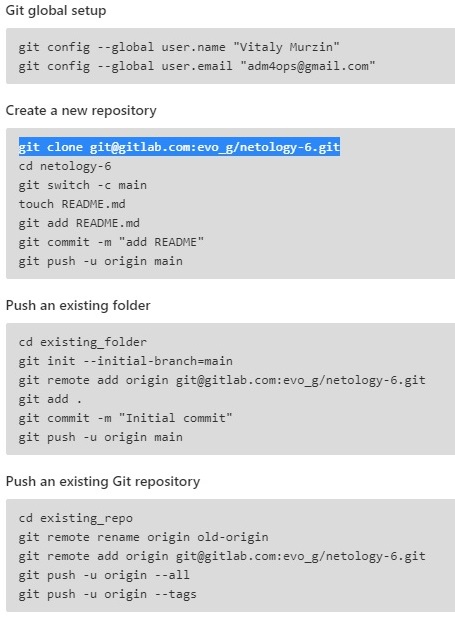 Git global setup
git config --global user.name "Vitaly Murzin"
git config --global user.email "adm4ops@gmail.com"
Create a new repository
git clone git@gitlab.com:evo_g/netology-6.git
cd netology-6
git switch -c main
touch README.md
git add README.md
git commit -m "add README"
git push -u origin main
Push an existing folder
cd existing_folder
git init --initial-branch=main
git remote add origin git@gitlab.com:evo_g/netology-6.git
git add .
git commit -m "Initial commit"
git push -u origin main
Push an existing Git repository
cd existing_repo
git remote rename origin old-origin
git remote add origin git@gitlab.com:evo_g/netology-6.git
git push -u origin --all
git push -u origin --tags